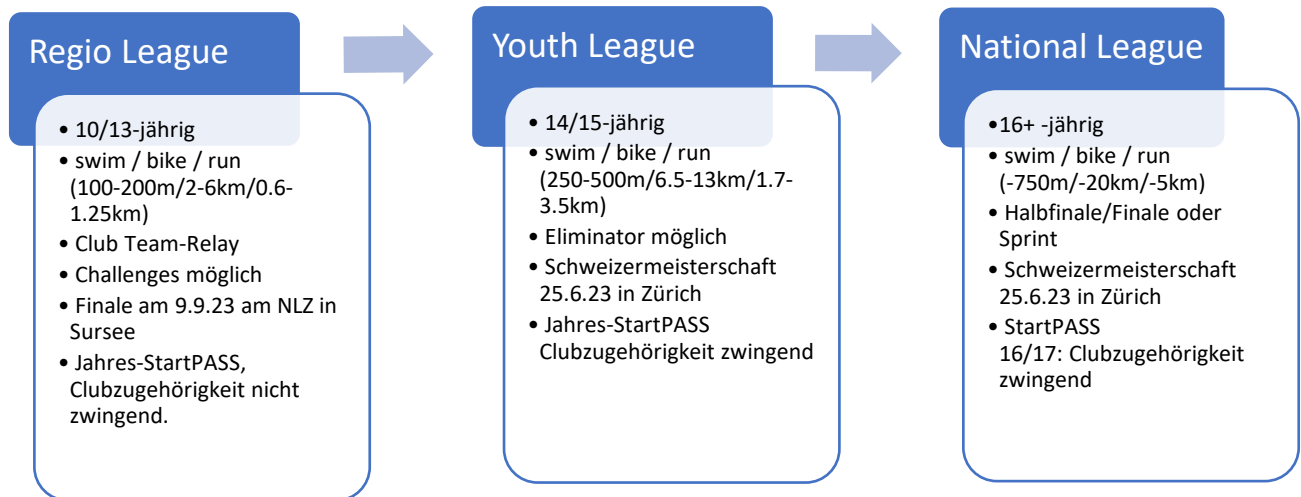 Regio League
• 10/13-jährig
• swim / bike / run
(100-200m/2-6km/0.6-
1.25km)
• Club Team-Relay
• Challenges möglich
• Finale am 9.9.23 am NLZ in
Sursee
• Jahres-StartPASS,
Clubzugehörigkeit nicht
zwingend.
Youth League
• 14/15-jährig
• swim / bike / run
(250-500m/6.5-13km/1.7-
3.5km)
• Eliminator möglich
• Schweizermeisterschaft
25.6.23 in Zürich
• Jahres-StartPASS
Clubzugehörigkeit zwingend
National League
•16+ -jährig
• swim / bike / run
(-750m/-20km/-5km)
• Halbfinale/Finale oder
Sprint
• Schweizermeisterschaft
25.6.23 in Zürich
• StartPASS
16/17: Clubzugehörigkeit
zwingend